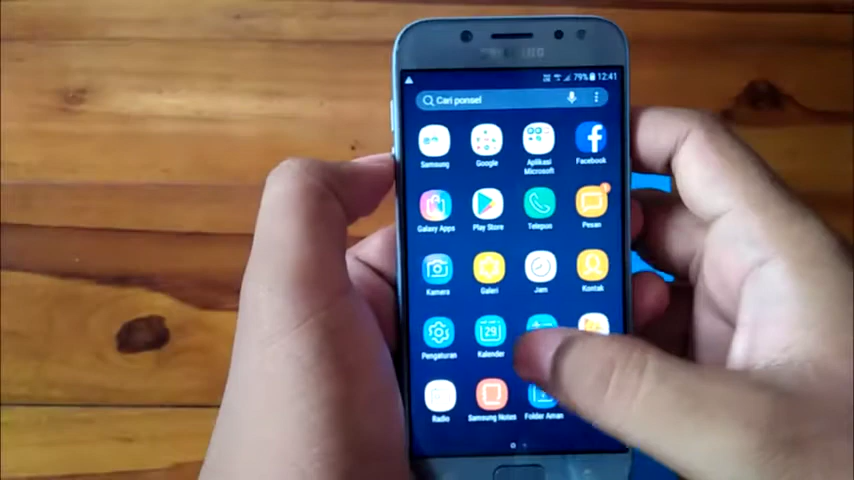 SAMSUNG
79% 12:41
Cari ponsel
Samsung Google Aplikasi Microsoft Facebook
Galaxy Apps Play Store Telepon Pesan
Kamera Galeri Jam Kontak
Pengaturan 29 Kalender
Radio Samsung Notes Folder Aman